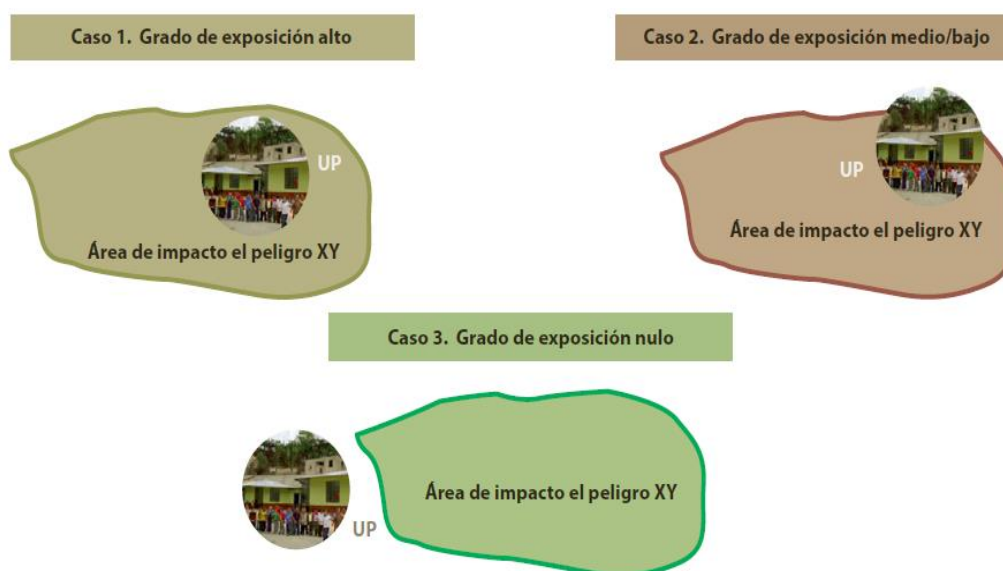 Caso 1. Grado de exposición alto
Caso 2. Grado de exposición medio/bajo
UP
Área de impacto el peligro XY
UP
Área de impacto el peligro XY
Caso 3. Grado de exposición nulo
Área de impacto el peligro XY
UP